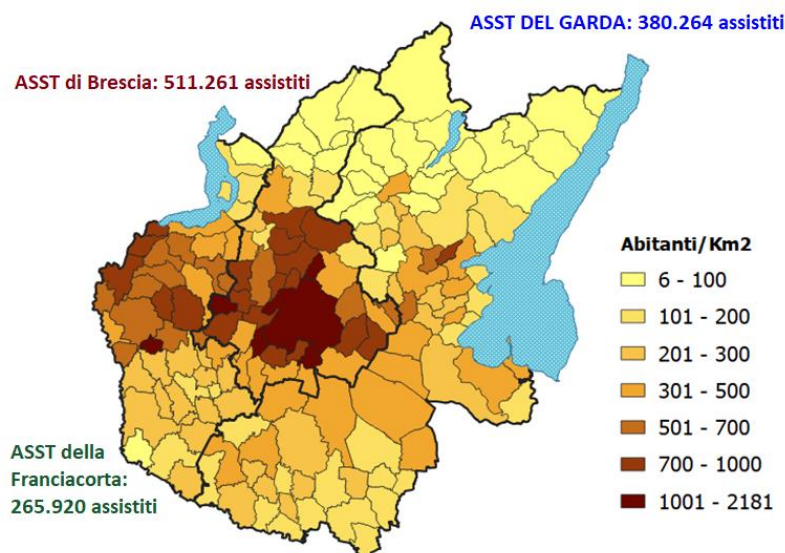 ASST DEL GARDA: 380.264 assistiti
ASST di Brescia: 511.261 assistiti
Abitanti/Km2
6 - 100
101 - 200
201 - 300
301 - 500
501 - 700
700 - 1000
1001 - 2181
ASST della
Franciacorta:
265.920 assistiti